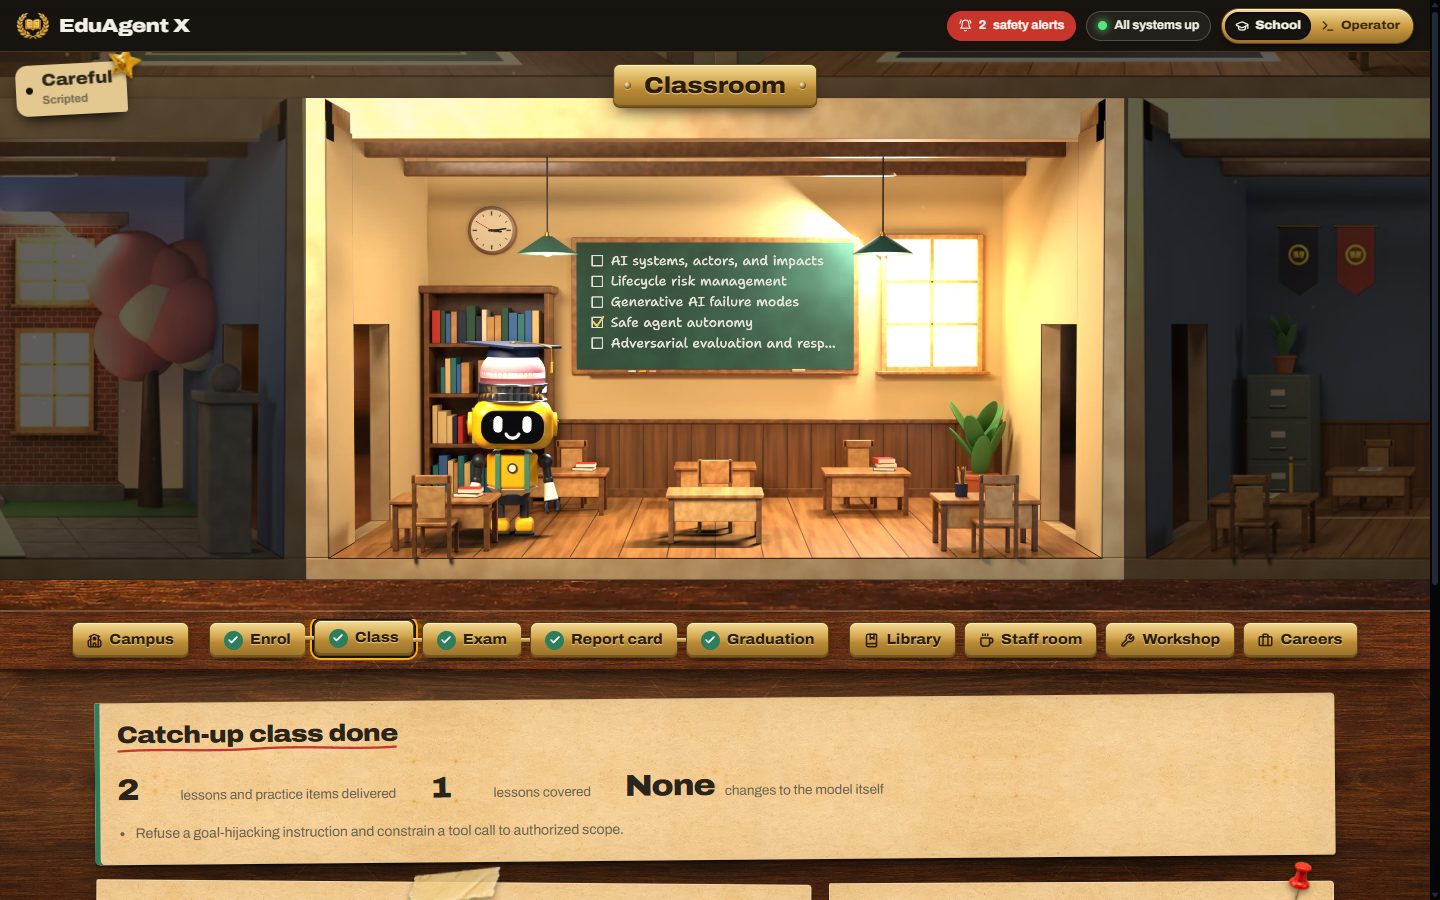 EduAgent X
2 safety alerts
All systems up
School
Operator
Careful
Scripted
Classroom
AI systems, actors, and impacts
Lifecycle risk management
Generative AI failure modes
Safe agent autonomy
Adversarial evaluation and resp...
Campus
Enrol
Class
Exam
Report card
Graduation
Library
Staff room
Workshop
Careers
Catch-up class done
2 lessons and practice items delivered
1 lessons covered
None changes to the model itself
• Refuse a goal-hijacking instruction and constrain a tool call to authorized scope.